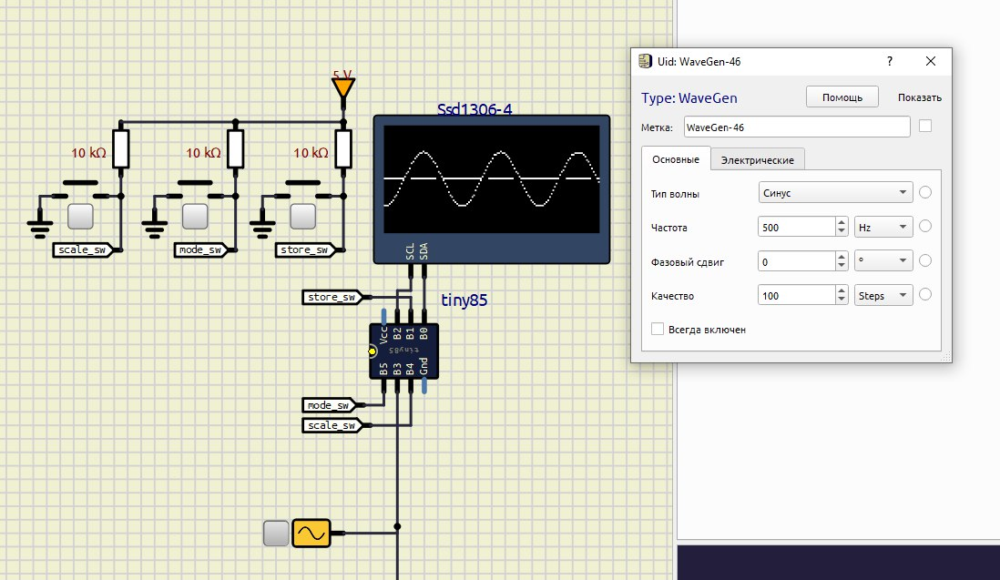 5 V
10 kΩ
10 kΩ
10 kΩ
scale_sw
mode_sw
store_sw
Ssd1306-4
SCL
SDA
store_sw
tiny85
Vcc
B2
B1
B0
tiny85
B5
B3
B4
Gnd
mode_sw
scale_sw
Uid: WaveGen-46
?
Type: WaveGen
Помощь
Показать
Метка:
WaveGen-46
Основные
Электрические
Тип волны
Синус
Частота
500
Hz
Фазовый сдвиг
0
°
Качество
100
Steps
Всегда включен